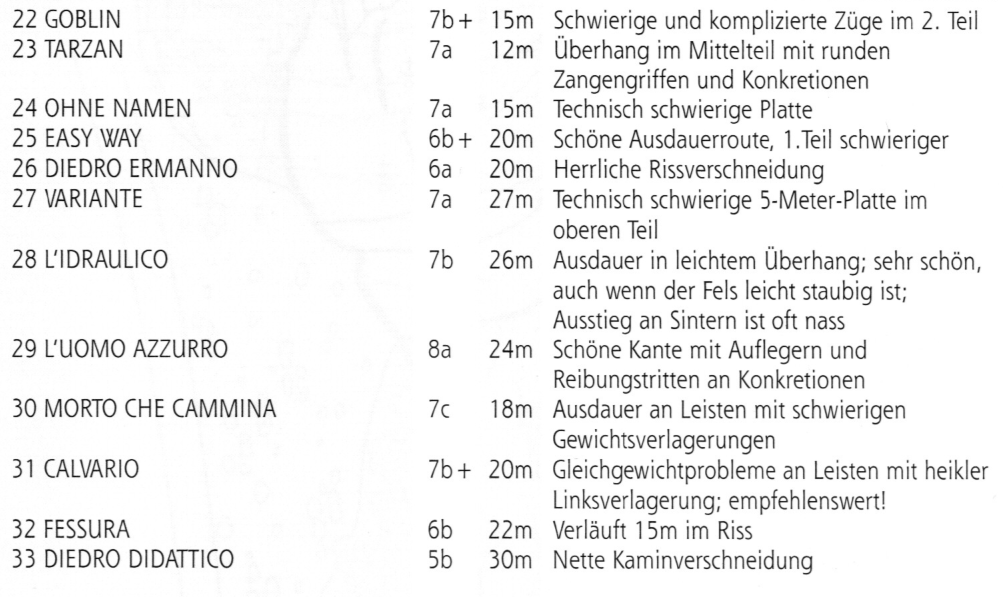 22 GOBLIN 7b+ 15m Schwierige und komplizierte Züge im 2. Teil
23 TARZAN 7a 12m Überhang im Mittelteil mit runden
Zangengriffen und Konkretionen
24 OHNE NAMEN 7a 15m Technisch schwierige Platte
25 EASY WAY 6b+ 20m Schöne Ausdauerroute, 1.Teil schwieriger
26 DIEDRO ERMANNO 6a 20m Herrliche Rissverschneidung
27 VARIANTE 7a 27m Technisch schwierige 5-Meter-Platte im
oberen Teil
28 L'IDRAULICO 7b 26m Ausdauer in leichtem Überhang; sehr schön,
auch wenn der Fels leicht staubig ist;
Ausstieg an Sintern ist oft nass
29 L'UOMO AZZURRO 8a 24m Schöne Kante mit Auflegern und
Reibungstritten an Konkretionen
30 MORTO CHE CAMMINA 7c 18m Ausdauer an Leisten mit schwierigen
Gewichtsverlagerungen
31 CALVARIO 7b+ 20m Gleichgewichtprobleme an Leisten mit heikler
Linksverlagerung; empfehlenswert!
32 FESSURA 6b 22m Verläuft 15m im Riss
33 DIEDRO DIDATTICO 5b 30m Nette Kaminverschneidung